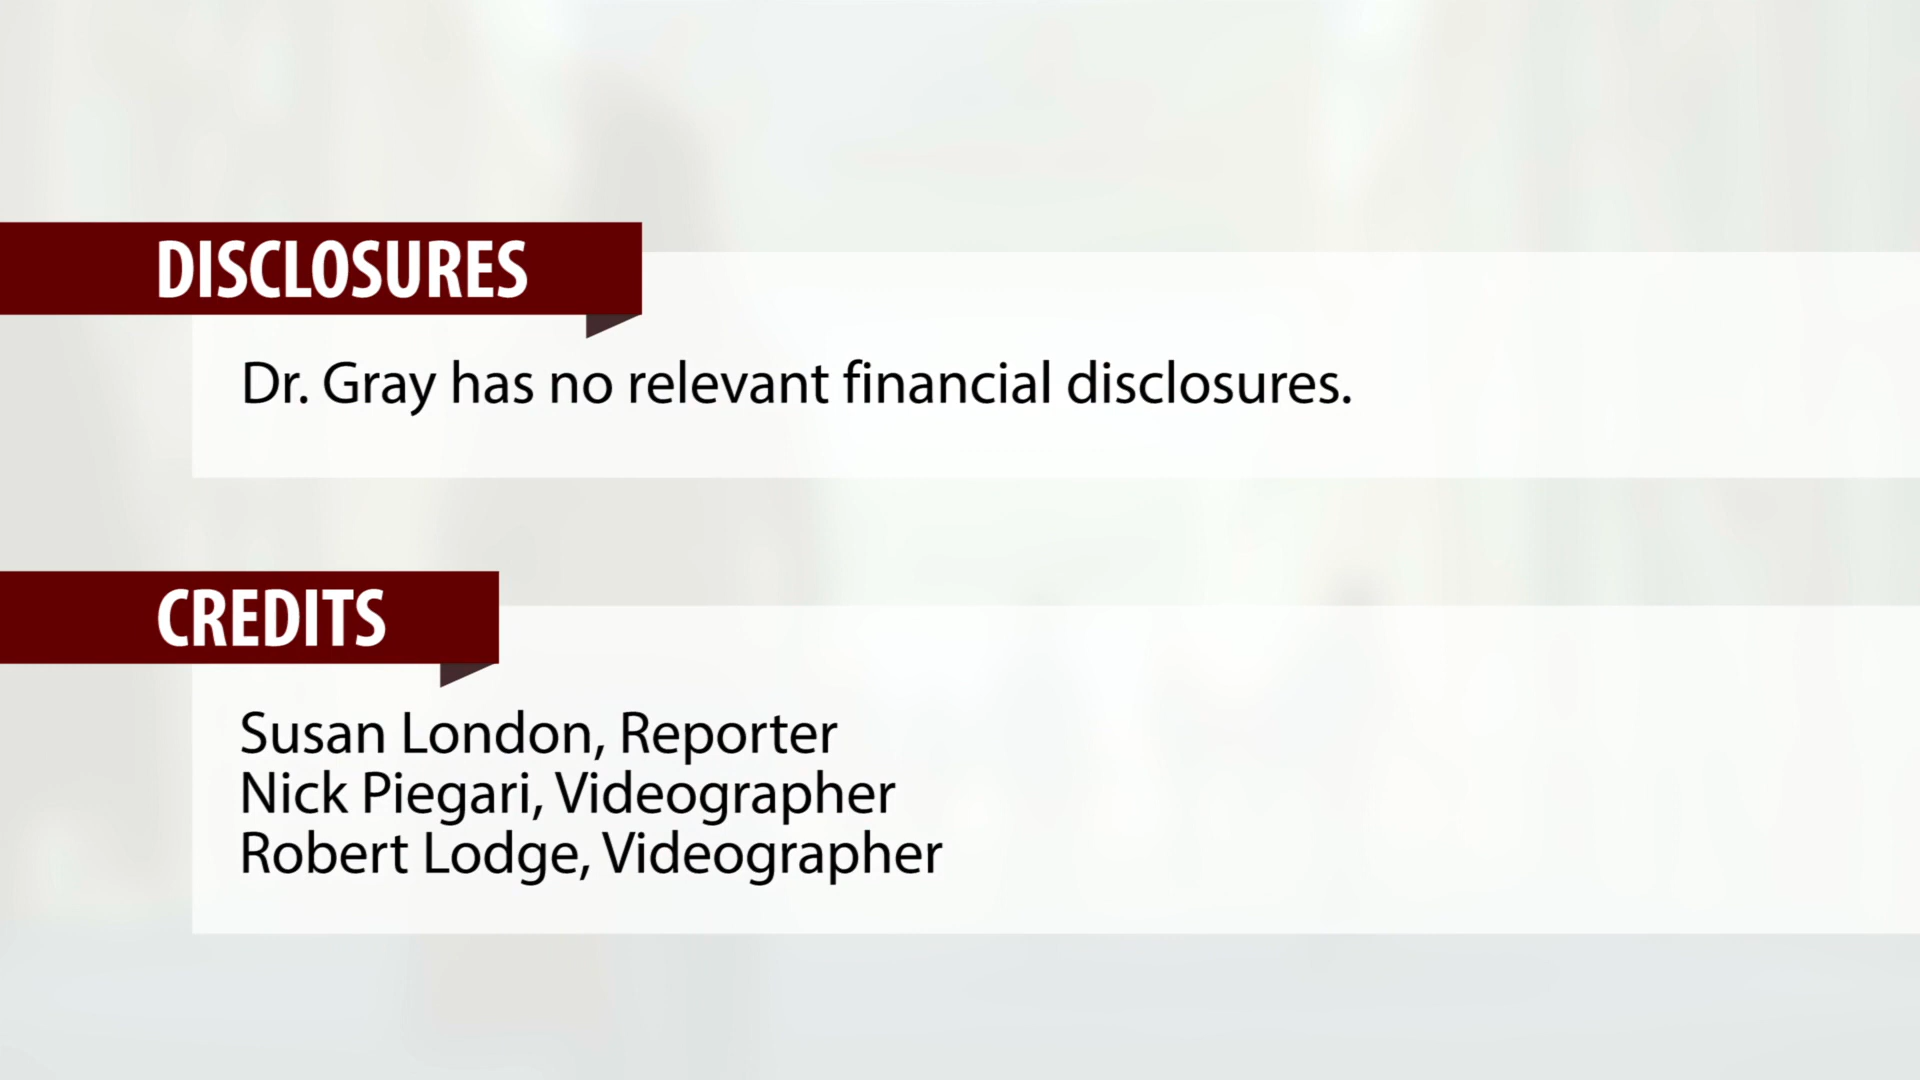 DISCLOSURES
Dr. Gray has no relevant financial disclosures.
CREDITS
Susan London, Reporter
Nick Piegari, Videographer
Robert Lodge, Videographer